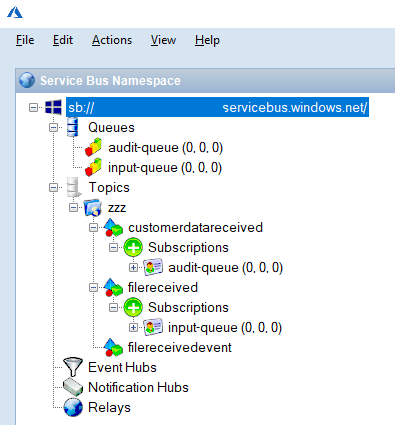 File Edit Actions View Help
Service Bus Namespace
sb:// servicebus.windows.net/
Queues
audit-queue (0, 0, 0)
input-queue (0, 0, 0)
Topics
zzz
customerdatareceived
Subscriptions
audit-queue (0, 0, 0)
filereceived
Subscriptions
input-queue (0, 0, 0)
filereceivedevent
Event Hubs
Notification Hubs
Relays